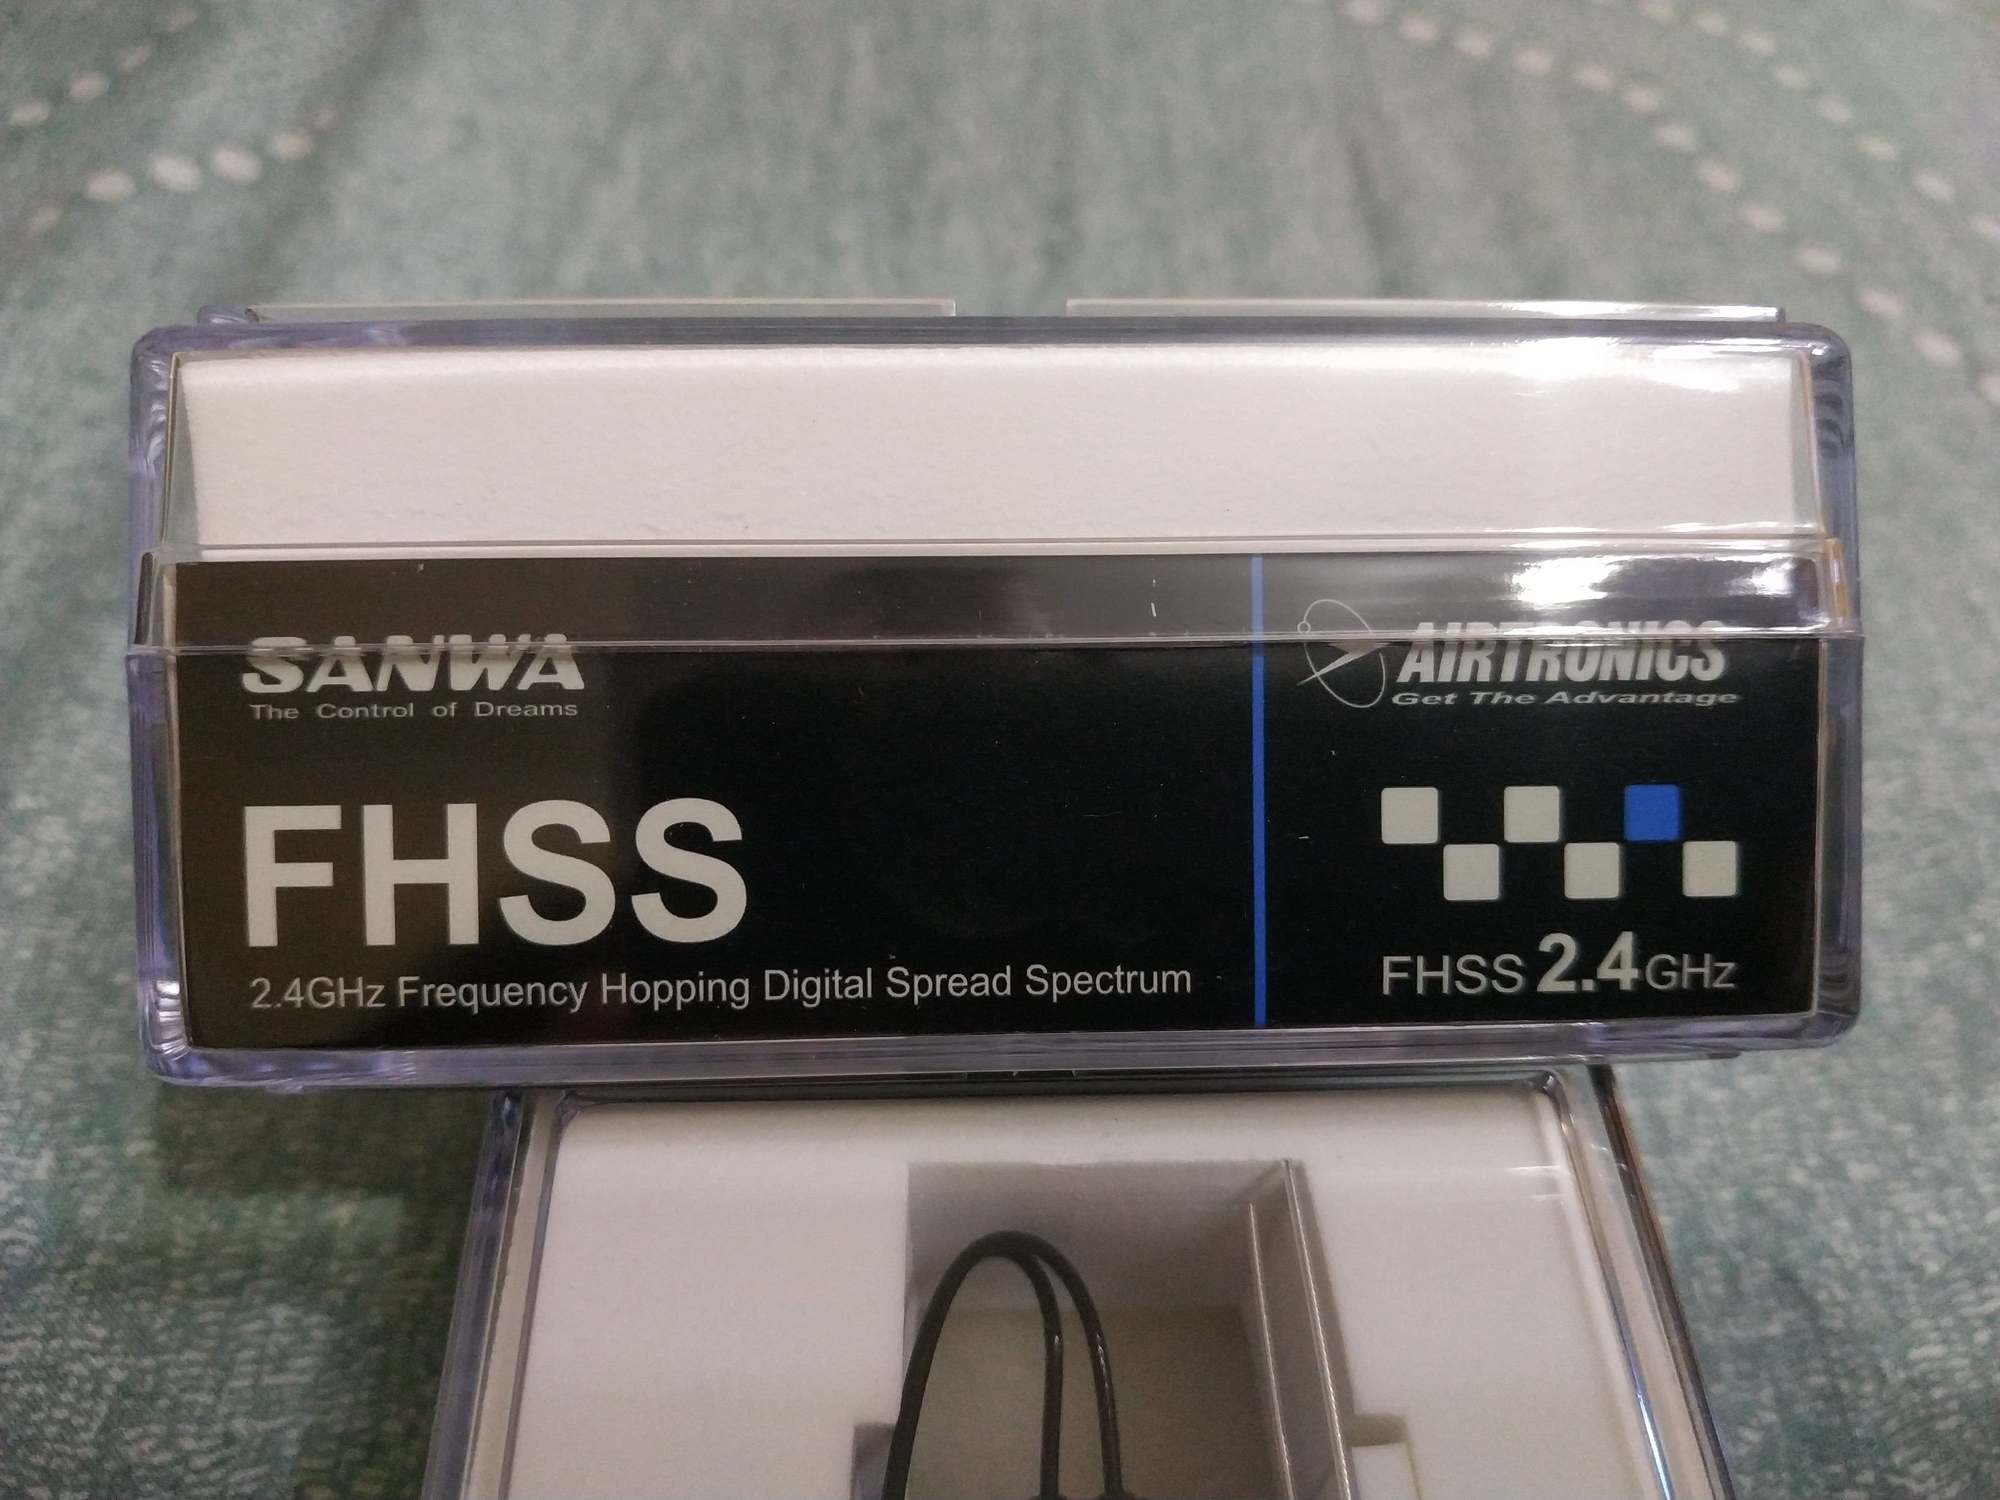 SANWA
The Control of Dreams
FHSS
2.4GHz Frequency Hopping Digital Spread Spectrum
AIRTRONICS
Get The Advantage
FHSS 2.4GHz